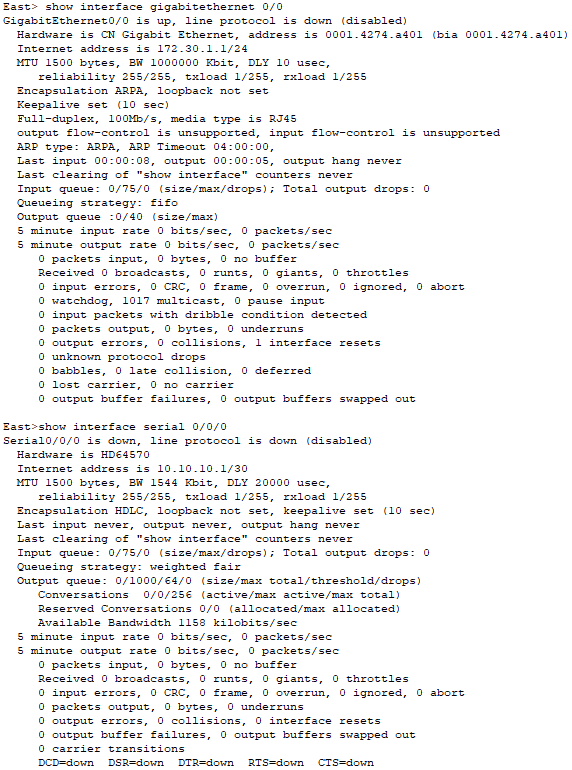 East> show interface gigabitethernet 0/0
GigabitEthernet0/0 is up, line protocol is down (disabled)
Hardware is CN Gigabit Ethernet, address is 0001.4274.a401 (bia 0001.4274.a401)
Internet address is 172.30.1.1/24
MTU 1500 bytes, BW 1000000 Kbit, DLY 10 usec,
reliability 255/255, txload 1/255, rxload 1/255
Encapsulation ARPA, loopback not set
Keepalive set (10 sec)
Full-duplex, 100Mb/s, media type is RJ45
output flow-control is unsupported, input flow-control is unsupported
ARP type: ARPA, ARP Timeout 04:00:00,
Last input 00:00:08, output 00:00:05, output hang never
Last clearing of "show interface" counters never
Input queue: 0/75/0 (size/max/drops); Total output drops: 0
Queueing strategy: fifo
Output queue :0/40 (size/max)
5 minute input rate 0 bits/sec, 0 packets/sec
5 minute output rate 0 bits/sec, 0 packets/sec
0 packets input, 0 bytes, 0 no buffer
Received 0 broadcasts, 0 runts, 0 giants, 0 throttles
0 input errors, 0 CRC, 0 frame, 0 overrun, 0 ignored, 0 abort
0 watchdog, 1017 multicast, 0 pause input
0 input packets with dribble condition detected
0 packets output, 0 bytes, 0 underruns
0 output errors, 0 collisions, 1 interface resets
0 unknown protocol drops
0 babbles, 0 late collision, 0 deferred
0 lost carrier, 0 no carrier
0 output buffer failures, 0 output buffers swapped out
East>show interface serial 0/0/0
Serial0/0/0 is down, line protocol is down (disabled)
Hardware is HD64570
Internet address is 10.10.10.1/30
MTU 1500 bytes, BW 1544 Kbit, DLY 20000 usec,
reliability 255/255, txload 1/255, rxload 1/255
Encapsulation HDLC, loopback not set, keepalive set (10 sec)
Last input never, output never, output hang never
Last clearing of "show interface" counters never
Input queue: 0/75/0 (size/max/drops); Total output drops: 0
Queueing strategy: weighted fair
Output queue: 0/1000/64/0 (size/max total/threshold/drops)
Conversations 0/0/256 (active/max active/max total)
Reserved Conversations 0/0 (allocated/max allocated)
Available Bandwidth 1158 kilobits/sec
5 minute input rate 0 bits/sec, 0 packets/sec
5 minute output rate 0 bits/sec, 0 packets/sec
0 packets input, 0 bytes, 0 no buffer
Received 0 broadcasts, 0 runts, 0 giants, 0 throttles
0 input errors, 0 CRC, 0 frame, 0 overrun, 0 ignored, 0 abort
0 packets output, 0 bytes, 0 underruns
0 output errors, 0 collisions, 0 interface resets
0 output buffer failures, 0 output buffers swapped out
0 carrier transitions
DCD=down DSR=down DTR=down RTS=down CTS=down